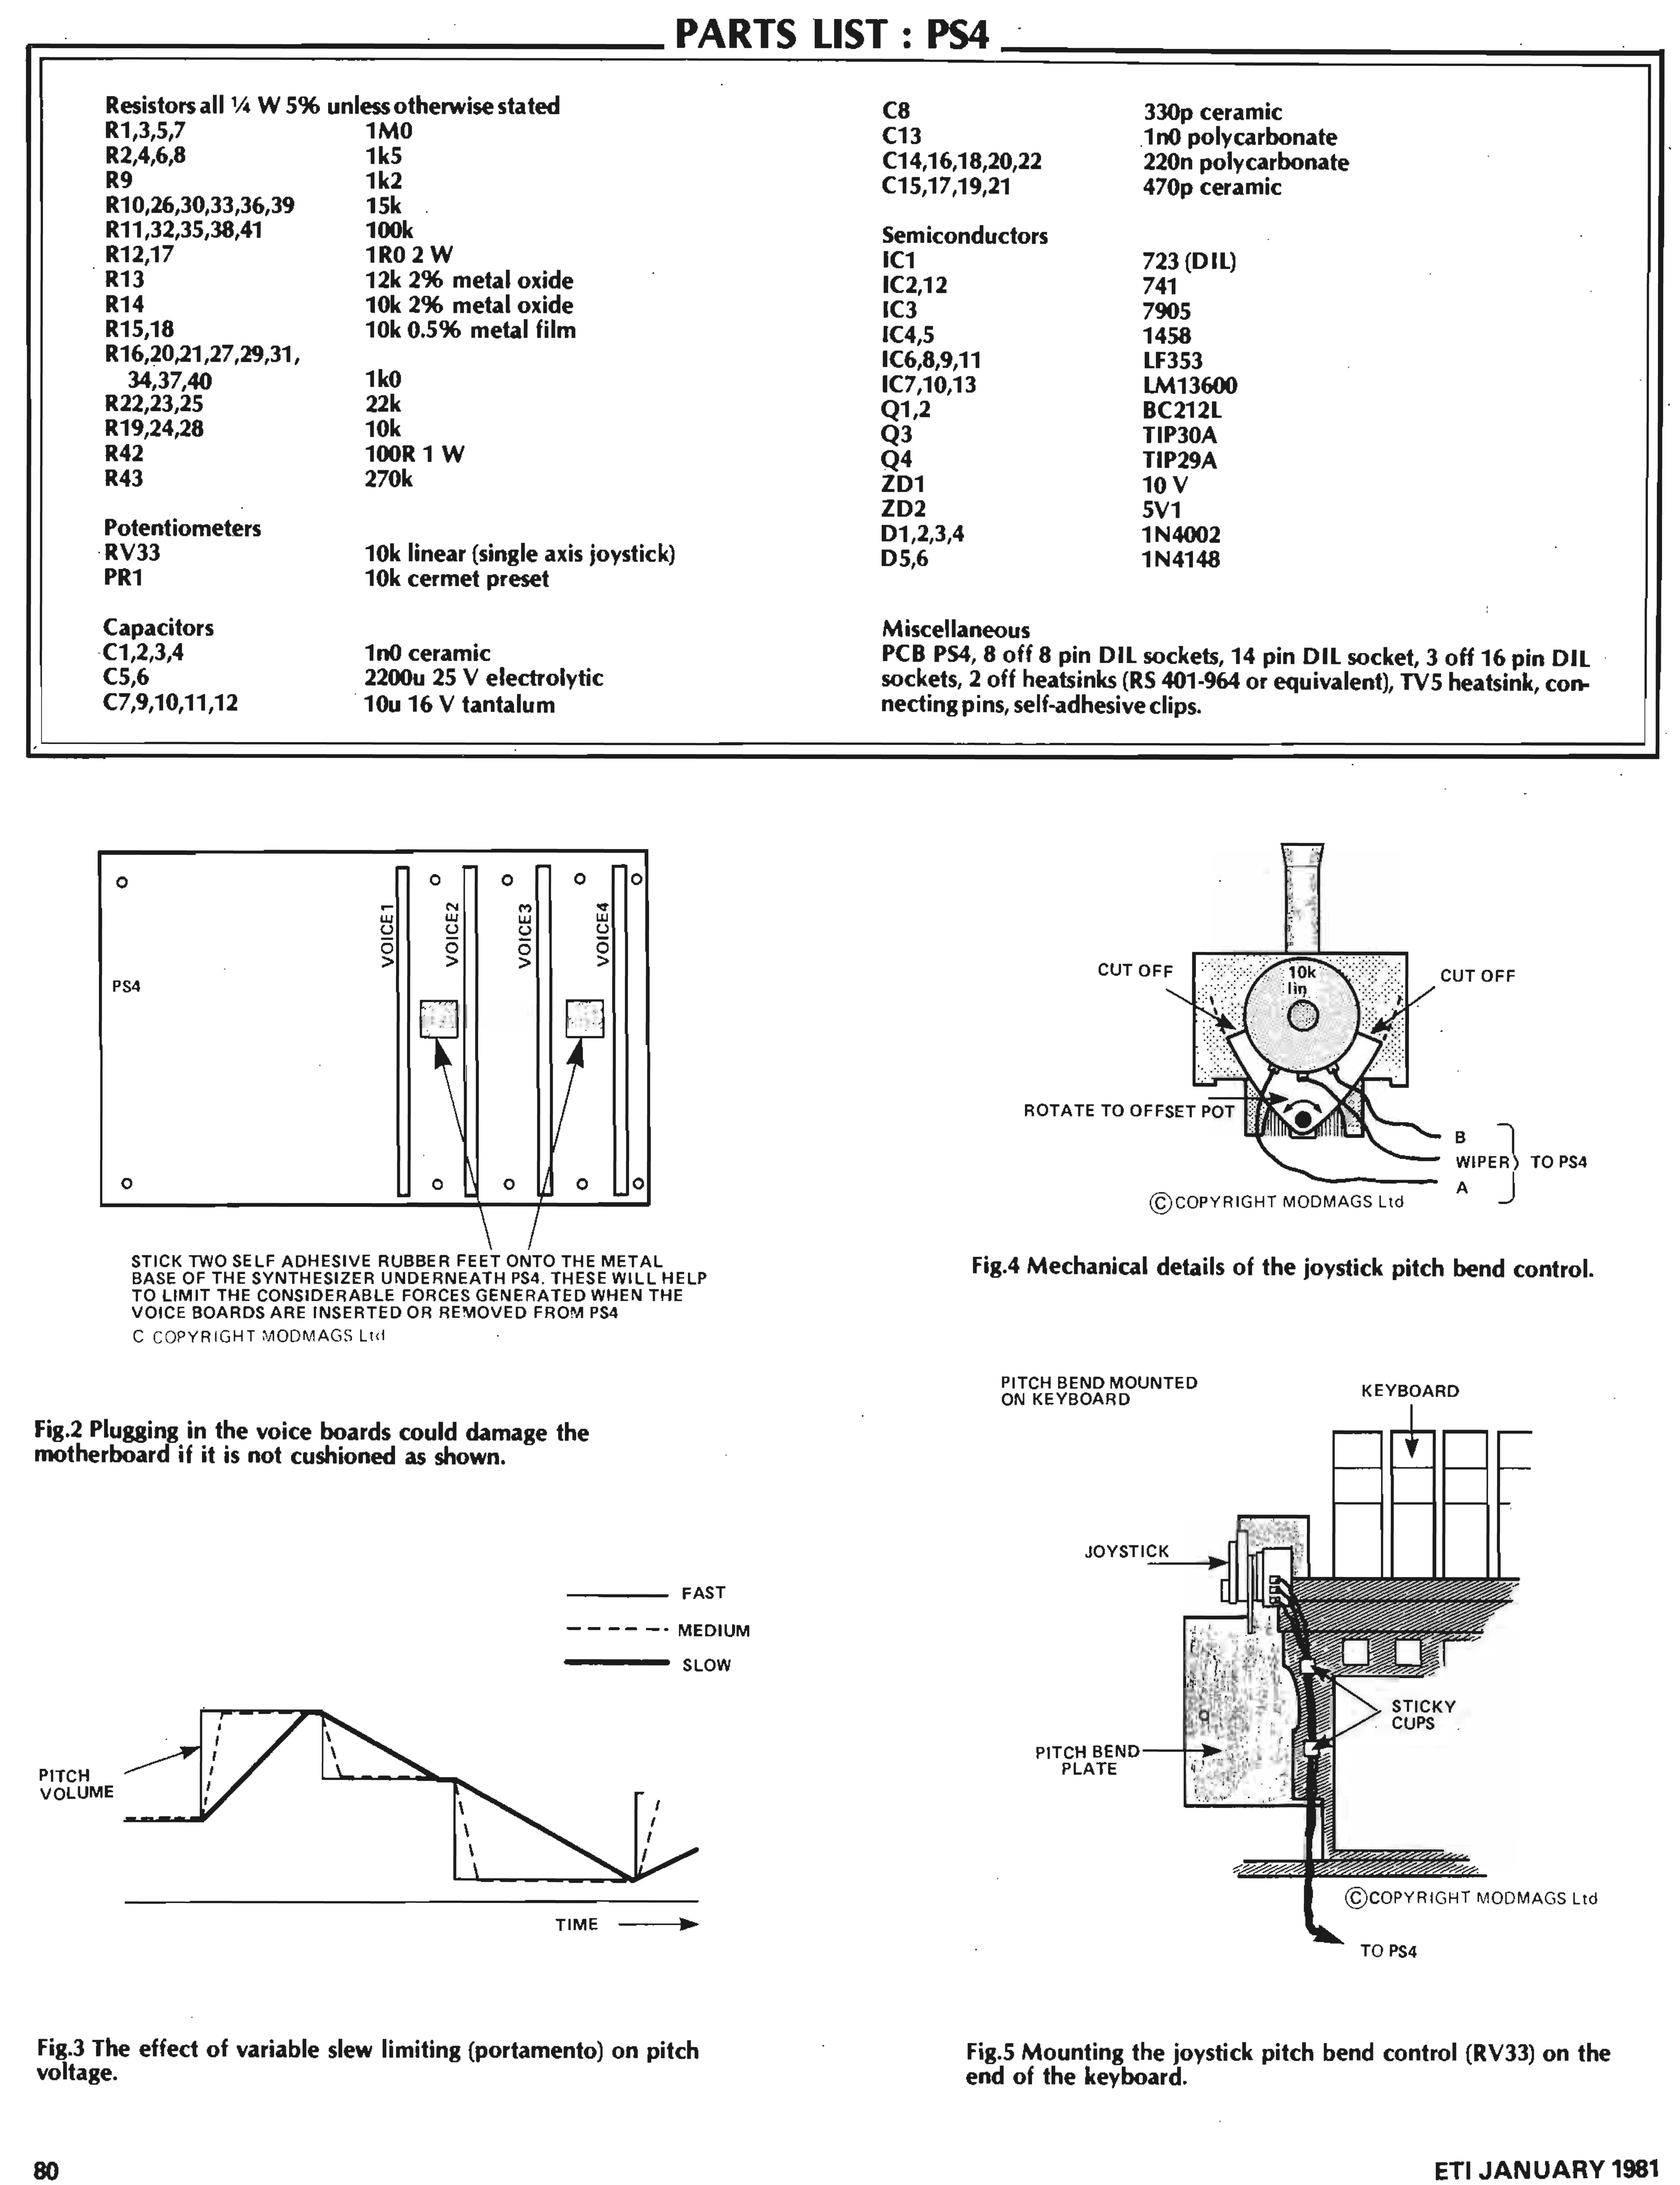 PARTS LIST : PS4
Resistors all ¼ W 5% unless otherwise stated
R1,3,5,7 1M0
R2,4,6,8 1k5
R9 1k2
R10,26,30,33,36,39 15k
R11,32,35,38,41 100k
R12,17 1R0 2 W
R13 12k 2% metal oxide
R14 10k 2% metal oxide
R15,18 10k 0.5% metal film
R16,20,21,27,29,31,
34,37,40 1k0
R22,23,25 22k
R19,24,28 10k
R42 100R 1 W
R43 270k
Potentiometers
RV33 10k linear (single axis joystick)
PR1 10k cermet preset
Capacitors
C1,2,3,4 1n0 ceramic
C5,6 2200u 25 V electrolytic
C7,9,10,11,12 10u 16 V tantalum
C8 330p ceramic
C13 1n0 polycarbonate
C14,16,18,20,22 220n polycarbonate
C15,17,19,21 470p ceramic
Semiconductors
IC1 723 (DIL)
IC2,12 741
IC3 7905
IC4,5 1458
IC6,8,9,11 LF353
IC7,10,13 LM13600
Q1,2 BC212L
Q3 TIP30A
Q4 TIP29A
ZD1 10 V
ZD2 5V1
D1,2,3,4 1N4002
D5,6 1N4148
Miscellaneous
PCB PS4, 8 off 8 pin DIL sockets, 14 pin DIL socket, 3 off 16 pin DIL
sockets, 2 off heatsinks (RS 401-964 or equivalent), TV5 heatsink, con-
necting pins, self-adhesive clips.
PS4
VOICE1
VOICE2
VOICE3
VOICE4
STICK TWO SELF ADHESIVE RUBBER FEET ONTO THE METAL
BASE OF THE SYNTHESIZER UNDERNEATH PS4. THESE WILL HELP
TO LIMIT THE CONSIDERABLE FORCES GENERATED WHEN THE
VOICE BOARDS ARE INSERTED OR REMOVED FROM PS4
C COPYRIGHT MODMAGS Ltd
Fig.2 Plugging in the voice boards could damage the
motherboard if it is not cushioned as shown.
FAST
MEDIUM
SLOW
PITCH
VOLUME
TIME
Fig.3 The effect of variable slew limiting (portamento) on pitch
voltage.
10k
lin
CUT OFF
CUT OFF
ROTATE TO OFFSET POT
B
WIPER
A
TO PS4
©COPYRIGHT MODMAGS Ltd
Fig.4 Mechanical details of the joystick pitch bend control.
PITCH BEND MOUNTED
ON KEYBOARD
KEYBOARD
JOYSTICK
STICKY
CUPS
PITCH BEND
PLATE
©COPYRIGHT MODMAGS Ltd
TO PS4
Fig.5 Mounting the joystick pitch bend control (RV33) on the
end of the keyboard.
80
ETI JANUARY 1981